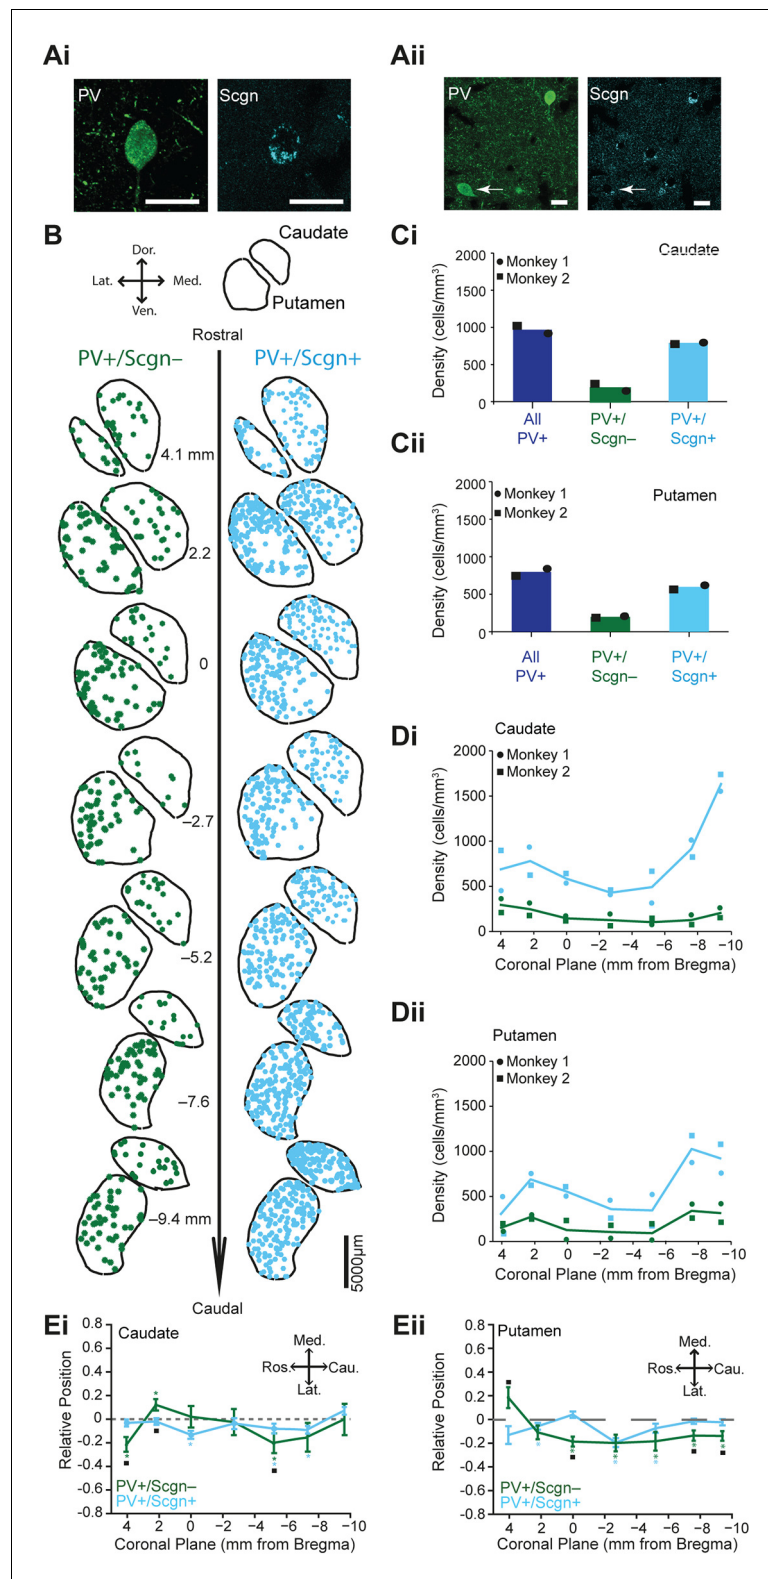 Ai
PV
Scgn
Aii
PV
Scgn
B
Dor.
Lat.
Med.
Ven.
Caudate
Putamen
Rostral
PV+/Scgn–
PV+/Scgn+
4.1 mm
2.2
0
–2.7
–5.2
–7.6
–9.4 mm
5000µm
Caudal
Ci
Caudate
Monkey 1
Monkey 2
Density (cells/mm³)
2000
1500
1000
500
0
All
PV+
PV+/
Scgn–
PV+/
Scgn+
Cii
Putamen
Monkey 1
Monkey 2
Density (cells/mm³)
2000
1500
1000
500
0
All
PV+
PV+/
Scgn–
PV+/
Scgn+
Di
Caudate
Monkey 1
Monkey 2
Density (cells/mm³)
2000
1500
1000
500
0
4 2 0 –2 –4 –6 –8 –10
Coronal Plane (mm from Bregma)
Dii
Putamen
Monkey 1
Monkey 2
Density (cells/mm³)
2000
1500
1000
500
0
4 2 0 –2 –4 –6 –8 –10
Coronal Plane (mm from Bregma)
Ei
Caudate
Med.
Ros.
Cau.
Lat.
Relative Position
0.8
0.6
0.4
0.2
0
-0.2
-0.4
-0.6
-0.8
PV+/Scgn–
PV+/Scgn+
4 2 0 −2 −4 −6 −8 −10
Coronal Plane (mm from Bregma)
Eii
Putamen
Med.
Ros.
Cau.
Lat.
Relative Position
0.8
0.6
0.4
0.2
0
-0.2
-0.4
-0.6
-0.8
PV+/Scgn–
PV+/Scgn+
4 2 0 −2 −4 −6 −8 −10
Coronal Plane (mm from Bregma)